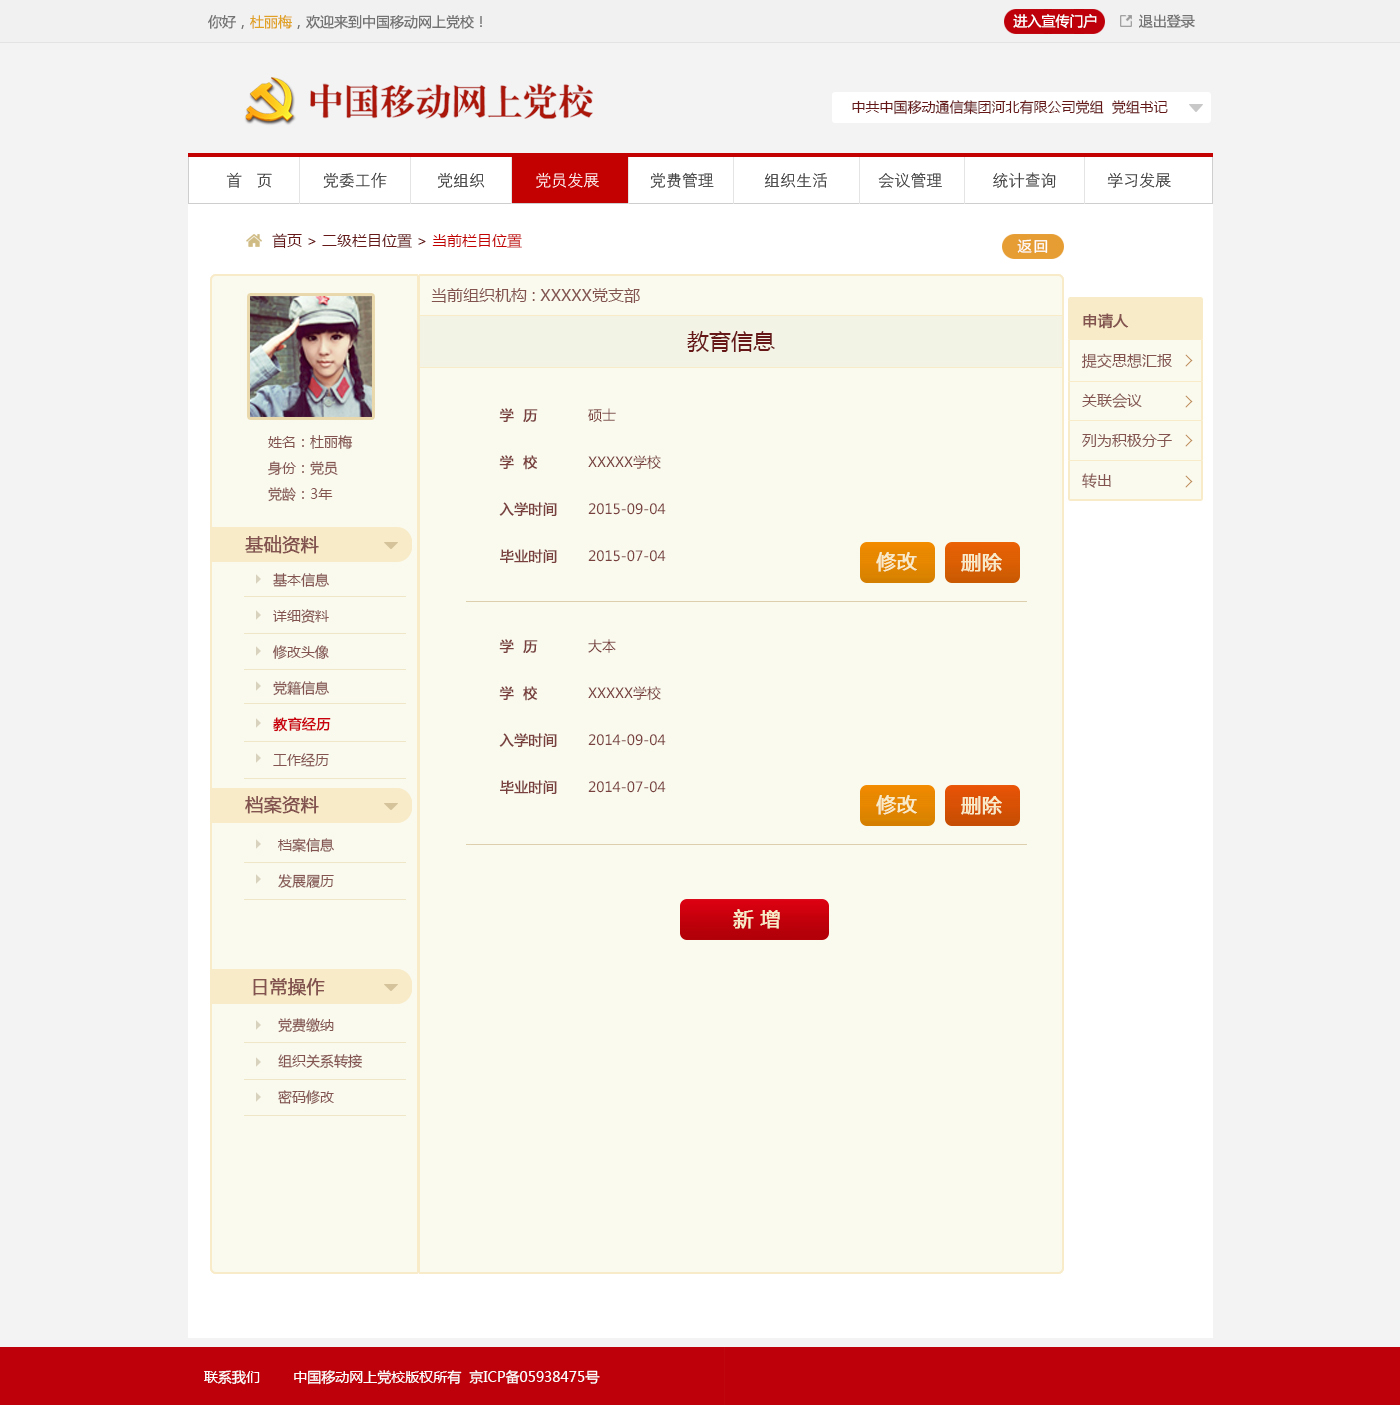 你好，杜丽梅，欢迎来到中国移动网上党校！
进入宣传门户 退出登录
中国移动网上党校
中共中国移动通信集团河北有限公司党组 党组书记
首 页 党委工作 党组织 党员发展 党费管理 组织生活 会议管理 统计查询 学习发展
首页 > 二级栏目位置 > 当前栏目位置
返回
当前组织机构：XXXXX党支部
教育信息
姓名：杜丽梅
身份：党员
党龄：3年
基础资料
基本信息
详细资料
修改头像
党籍信息
教育经历
工作经历
档案资料
档案信息
发展履历
日常操作
党费缴纳
组织关系转接
密码修改
学 历 硕士
学 校 XXXXX学校
入学时间 2015-09-04
毕业时间 2015-07-04
修改 删除
学 历 大本
学 校 XXXXX学校
入学时间 2014-09-04
毕业时间 2014-07-04
修改 删除
新 增
申请人
提交思想汇报
关联会议
列为积极分子
转出
联系我们 中国移动网上党校版权所有 京ICP备05938475号